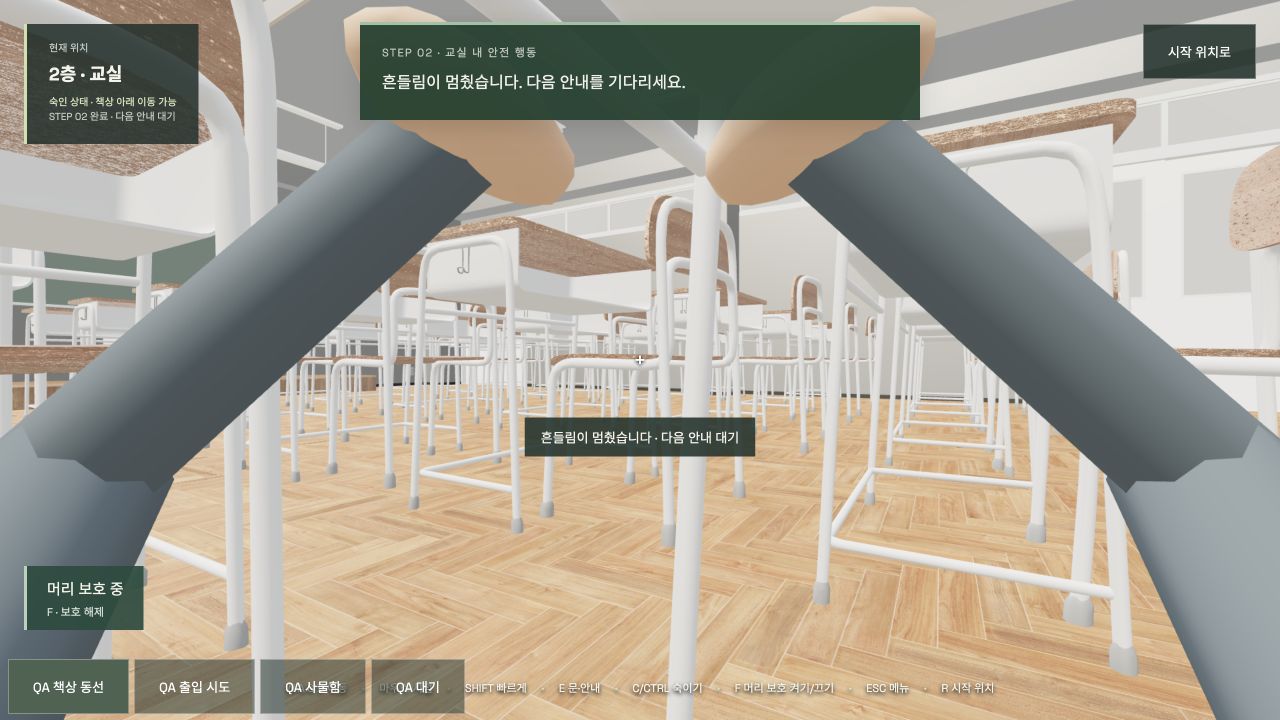 현재 위치
2층 · 교실
숙인 상태 · 책상 아래 이동 가능
STEP 02 완료 · 다음 안내 대기
STEP 02 · 교실 내 안전 행동
흔들림이 멈췄습니다. 다음 안내를 기다리세요.
시작 위치로
흔들림이 멈췄습니다 · 다음 안내 대기
머리 보호 중
F · 보호 해제
QA 책상 동선
QA 출입 시도
QA 사물함
QA 대기
SHIFT 빠르게 · E 문·안내 · C/CTRL 숙이기 · F 머리 보호 켜기/끄기 · ESC 메뉴 · R 시작 위치